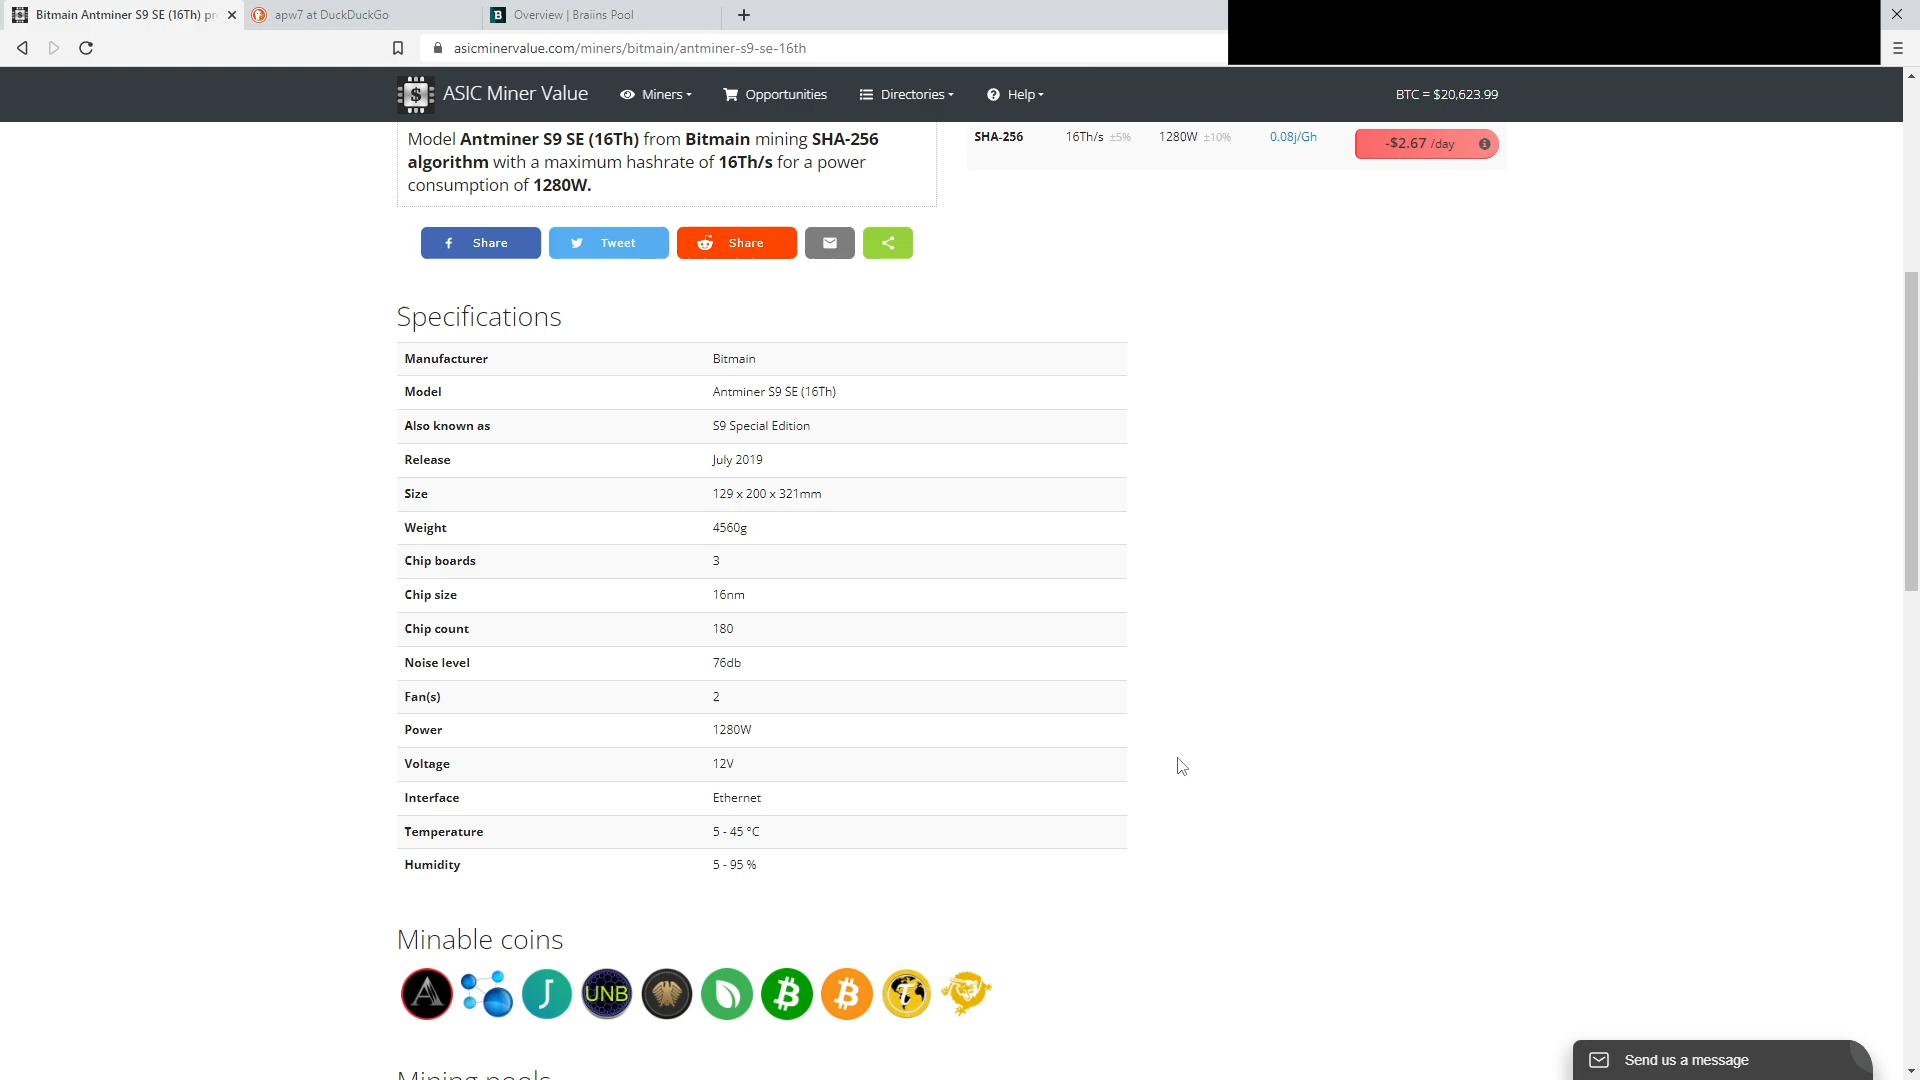 Bitmain Antminer S9 SE (16Th) pr
apw7 at DuckDuckGo
Overview | Braiins Pool
asicminervalue.com/miners/bitmain/antminer-s9-se-16th
ASIC Miner Value
Miners
Opportunities
Directories
Help
BTC = $20,623.99
Model Antminer S9 SE (16Th) from Bitmain mining SHA-256
algorithm with a maximum hashrate of 16Th/s for a power
consumption of 1280W.
SHA-256 16Th/s ±5% 1280W ±10% 0.08j/Gh -$2.67 /day
Share
Tweet
Share
Specifications
Manufacturer Bitmain
Model Antminer S9 SE (16Th)
Also known as S9 Special Edition
Release July 2019
Size 129 x 200 x 321mm
Weight 4560g
Chip boards 3
Chip size 16nm
Chip count 180
Noise level 76db
Fan(s) 2
Power 1280W
Voltage 12V
Interface Ethernet
Temperature 5 - 45 °C
Humidity 5 - 95 %
Minable coins
UNB
Mining pools
Send us a message